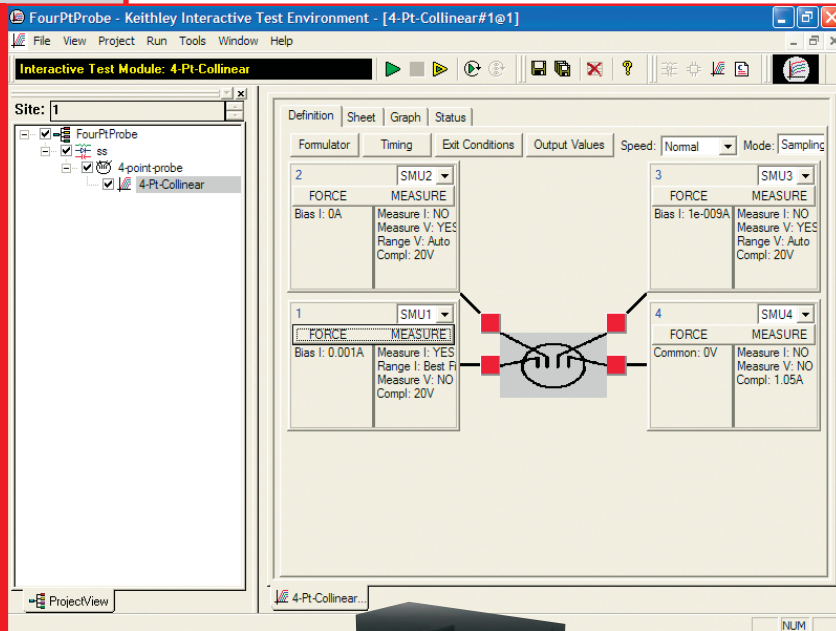 FourPtProbe - Keithley Interactive Test Environment - [4-Pt-Collinear#1@1]
File View Project Run Tools Window Help
Interactive Test Module: 4-Pt-Collinear
Site: 1
FourPtProbe
ss
4-point-probe
4-Pt-Collinear
ProjectView
Definition Sheet Graph Status
Formulator Timing Exit Conditions Output Values Speed: Normal Mode: Sampling
2 SMU2
FORCE MEASURE
Bias I: 0A
Measure I: NO
Measure V: YES
Range V: Auto
Compl: 20V
3 SMU3
FORCE MEASURE
Bias I: 1e-009A
Measure I: NO
Measure V: YES
Range V: Auto
Compl: 20V
1 SMU1
FORCE MEASURE
Bias I: 0.001A
Measure I: YES
Range I: Best Fi
Measure V: NO
Compl: 20V
4 SMU4
FORCE MEASURE
Common: 0V
Measure I: NO
Measure V: NO
Compl: 1.05A
4-Pt-Collinear...
NUM